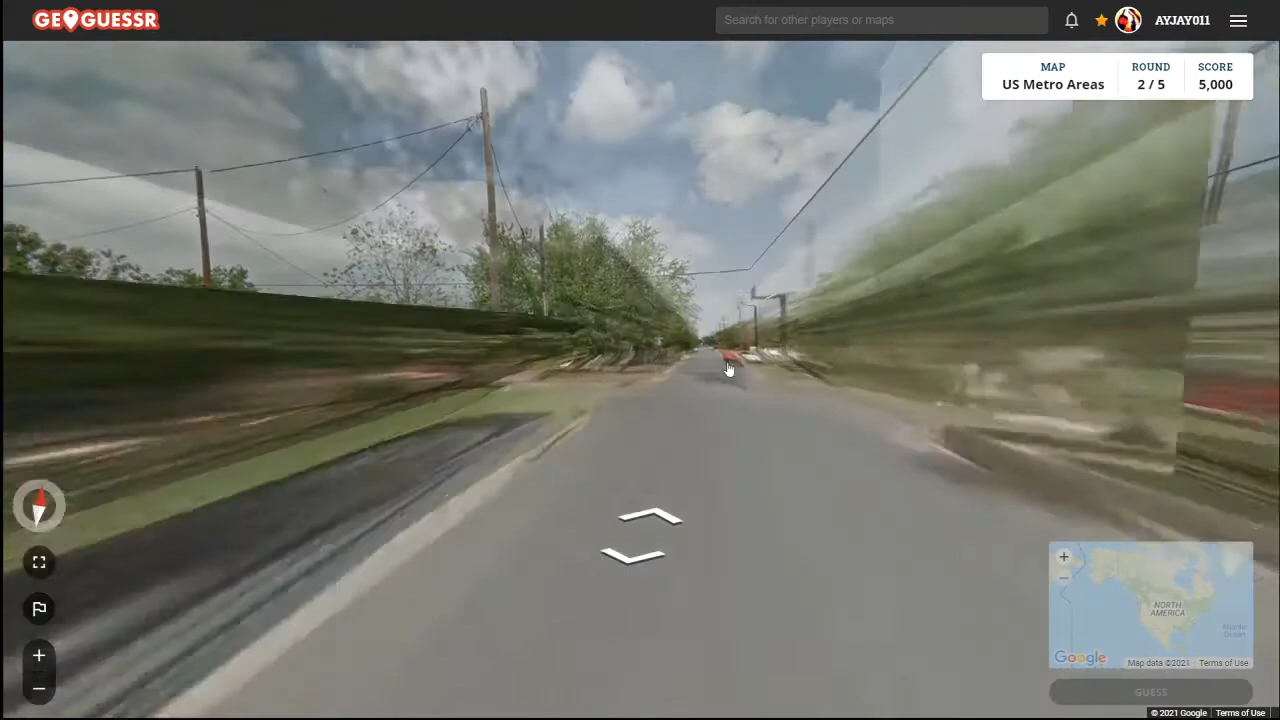 GEOGUESSR
Search for other players or maps
AYJAY011
MAP
US Metro Areas
ROUND
2 / 5
SCORE
5,000
NORTH
AMERICA
Atlantic
Ocean
Google
Map data ©2021
Terms of Use
GUESS
© 2021 Google
Terms of Use